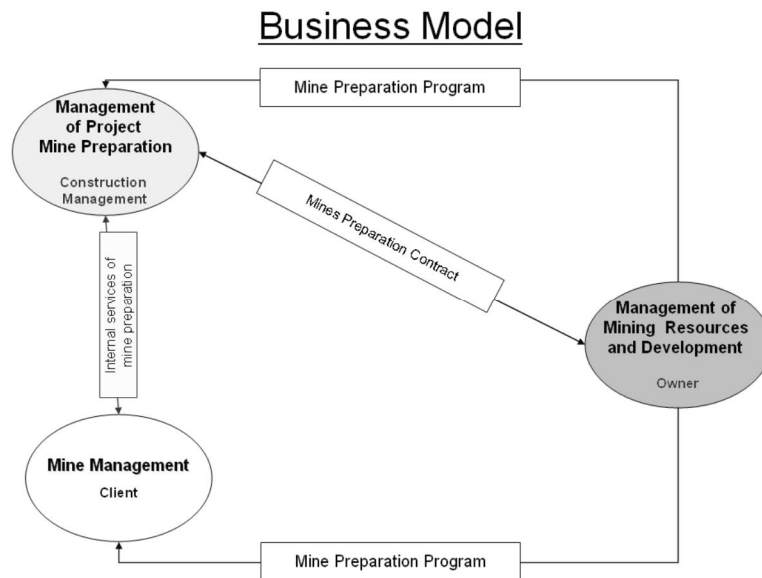 Business Model
Mine Preparation Program
Management
of Project
Mine Preparation
Construction
Management
Mines Preparation Contract
Internal services of
mine preparation
Management of
Mining Resources
and Development
Owner
Mine Management
Client
Mine Preparation Program